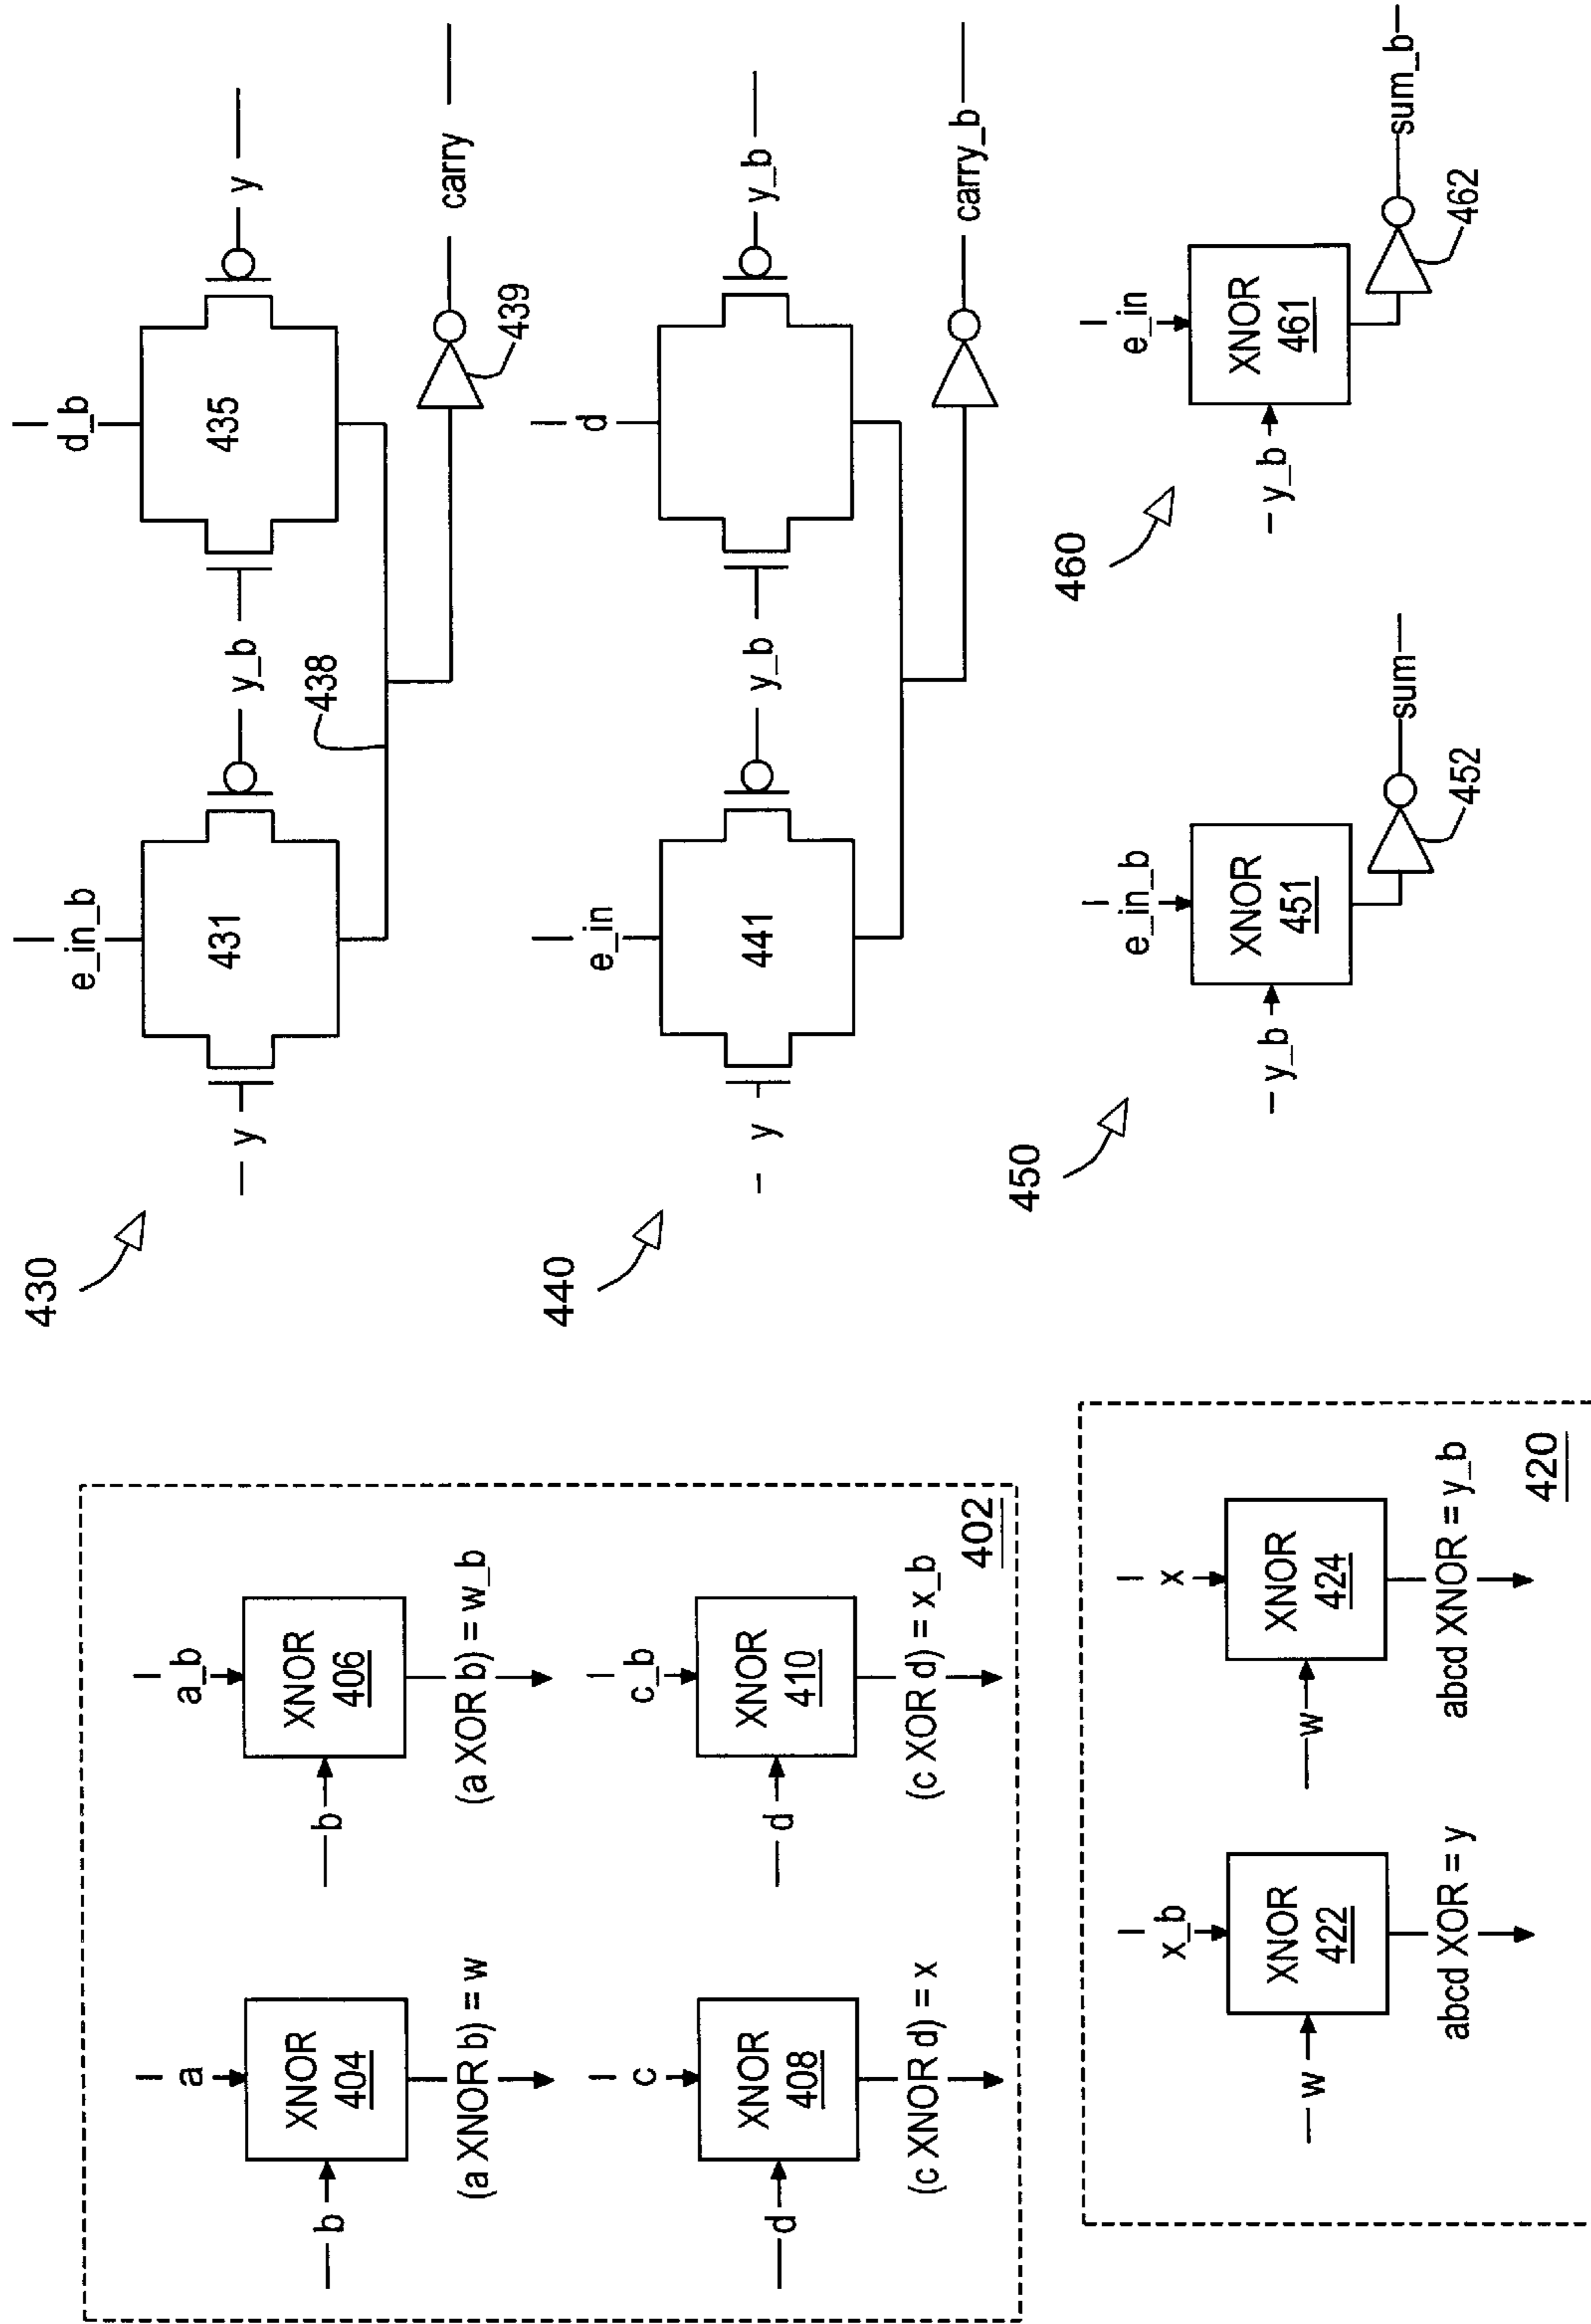 430
e_in_b
d_b
y
431
y_b
435
y
438
439
carry
440
e_in
d
y
441
y_b
y_b
carry_b
450
e_in_b
y_b
XNOR
451
452
sum
460
e_in
y_b
XNOR
461
462
sum_b
a
a_b
b
XNOR
404
b
XNOR
406
(a XNOR b) = w
(a XOR b) = w_b
c
c_b
d
XNOR
408
d
XNOR
410
(c XNOR d) = x
(c XOR d) = x_b
402
x_b
x
w
XNOR
422
w
XNOR
424
abcd XOR = y
abcd XNOR = y_b
420